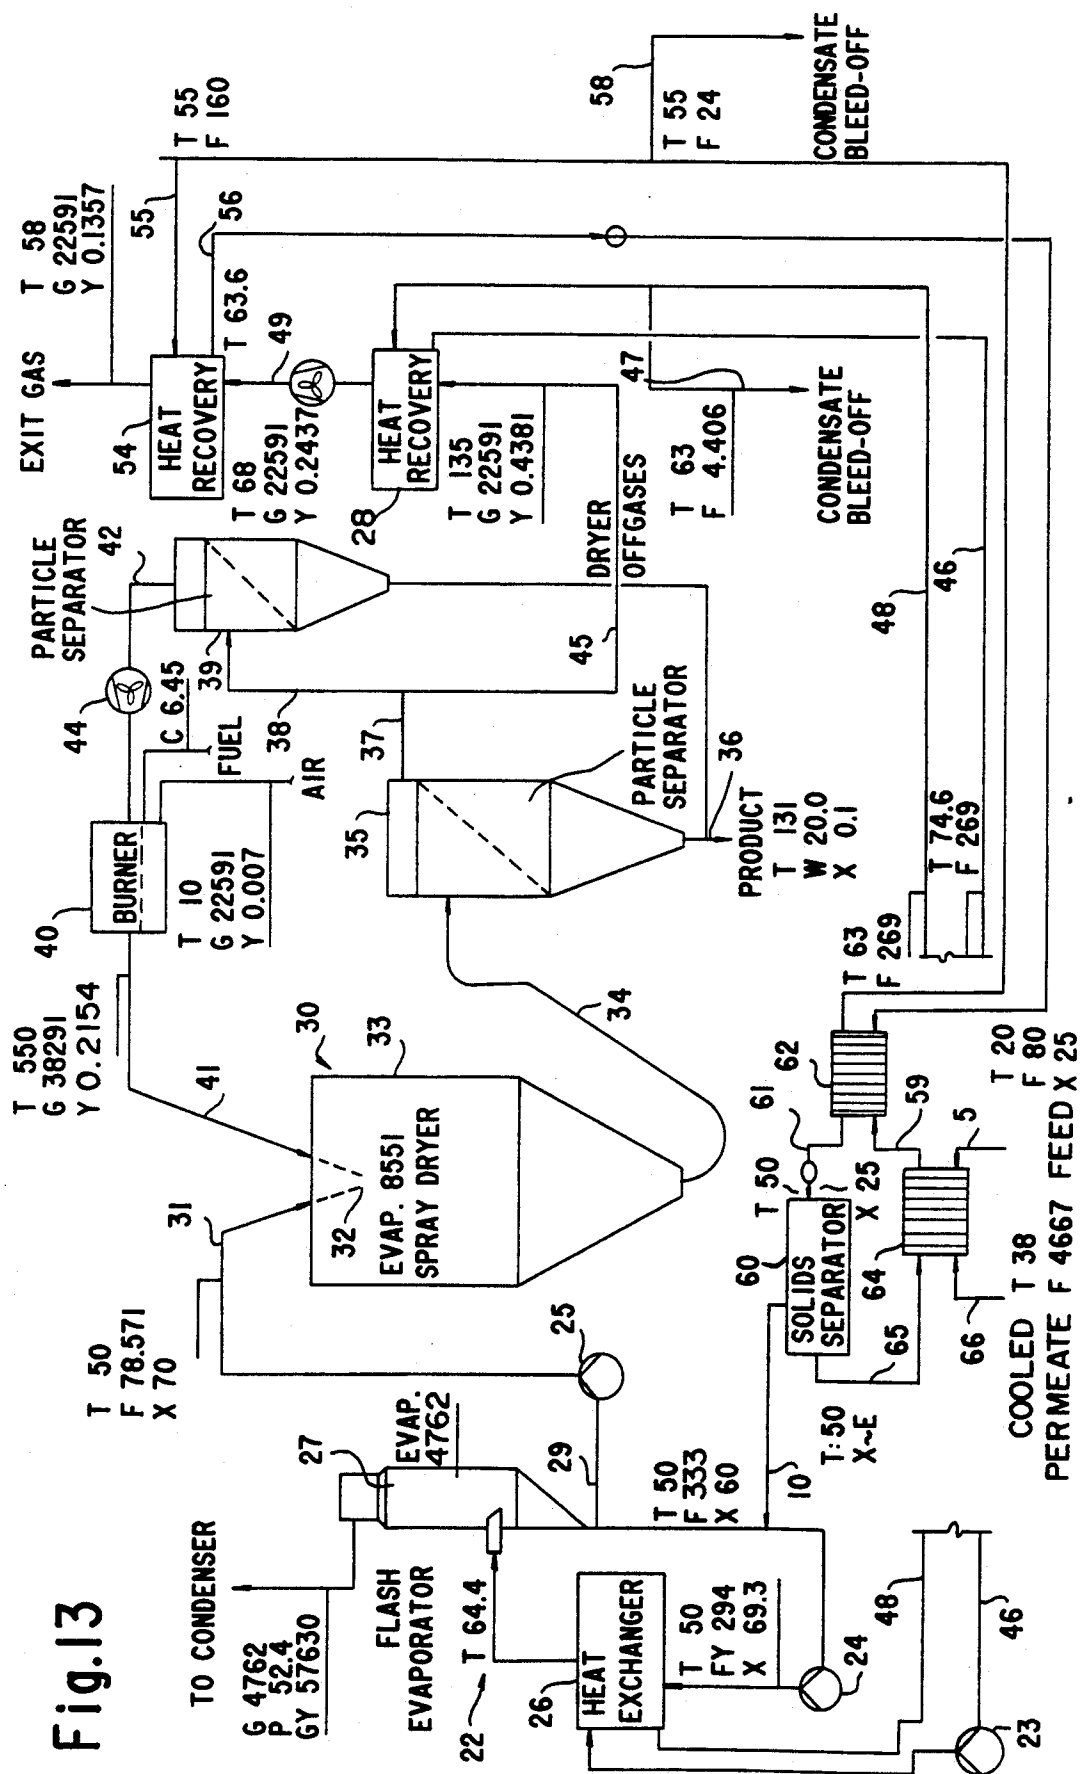 Fig.13
TO CONDENSER
G 4762
P 52.4
GY 57630
27
EVAP.
4762
FLASH
EVAPORATOR
22
T 64.4
26
HEAT
EXCHANGER
T 50
FY 294
X 69.3
24
48
46
23
T 50
F 333
X 60
29
25
10
T 50
F 78.571
X 70
31
32
EVAP. 8551
SPRAY DRYER
30
33
34
41
T 550
G 38291
Y 0.2154
40
BURNER
T 10
G 22591
Y 0.007
AIR
FUEL
C 6.45
44
PARTICLE
SEPARATOR
42
39
38
37
35
PARTICLE
SEPARATOR
36
PRODUCT
T 131
W 20.0
X 0.1
45
DRYER
OFFGASES
EXIT GAS
T 58
G 22591
Y 0.1357
54
HEAT
RECOVERY
55
T 55
F 160
56
T 63.6
49
T 68
G 22591
Y 0.2437
28
HEAT
RECOVERY
T 135
G 22591
Y 0.4381
47
T 63
F 4.406
CONDENSATE
BLEED-OFF
58
T 55
F 24
CONDENSATE
BLEED-OFF
48
46
T 74.6
F 269
T 63
F 269
62
61
59
5
T 50
X 25
60
SOLIDS
SEPARATOR
64
65
66
T:50
X~E
COOLED T 38
PERMEATE F 4667
FEED
T 20
F 80
X 25